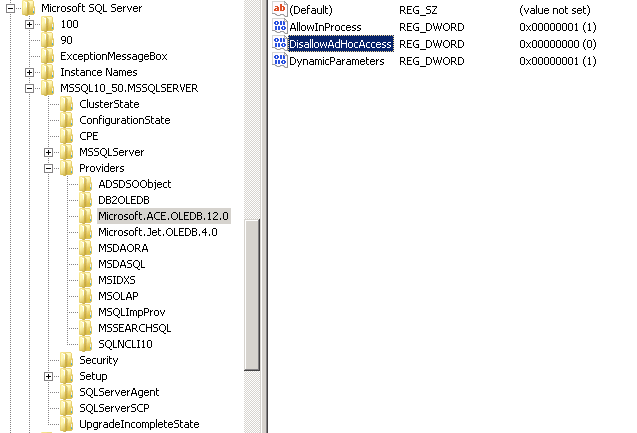 Microsoft SQL Server
100
90
ExceptionMessageBox
Instance Names
MSSQL10_50.MSSQLSERVER
ClusterState
ConfigurationState
CPE
MSSQLServer
Providers
ADSDSOObject
DB2OLEDB
Microsoft.ACE.OLEDB.12.0
Microsoft.Jet.OLEDB.4.0
MSDAORA
MSDASQL
MSIDXS
MSOLAP
MSQLImpProv
MSSEARCHSQL
SQLNCLI10
Security
Setup
SQLServerAgent
SQLServerSCP
UpgradeIncompleteState
(Default) REG_SZ (value not set)
AllowInProcess REG_DWORD 0x00000001 (1)
DisallowAdHocAccess REG_DWORD 0x00000000 (0)
DynamicParameters REG_DWORD 0x00000001 (1)